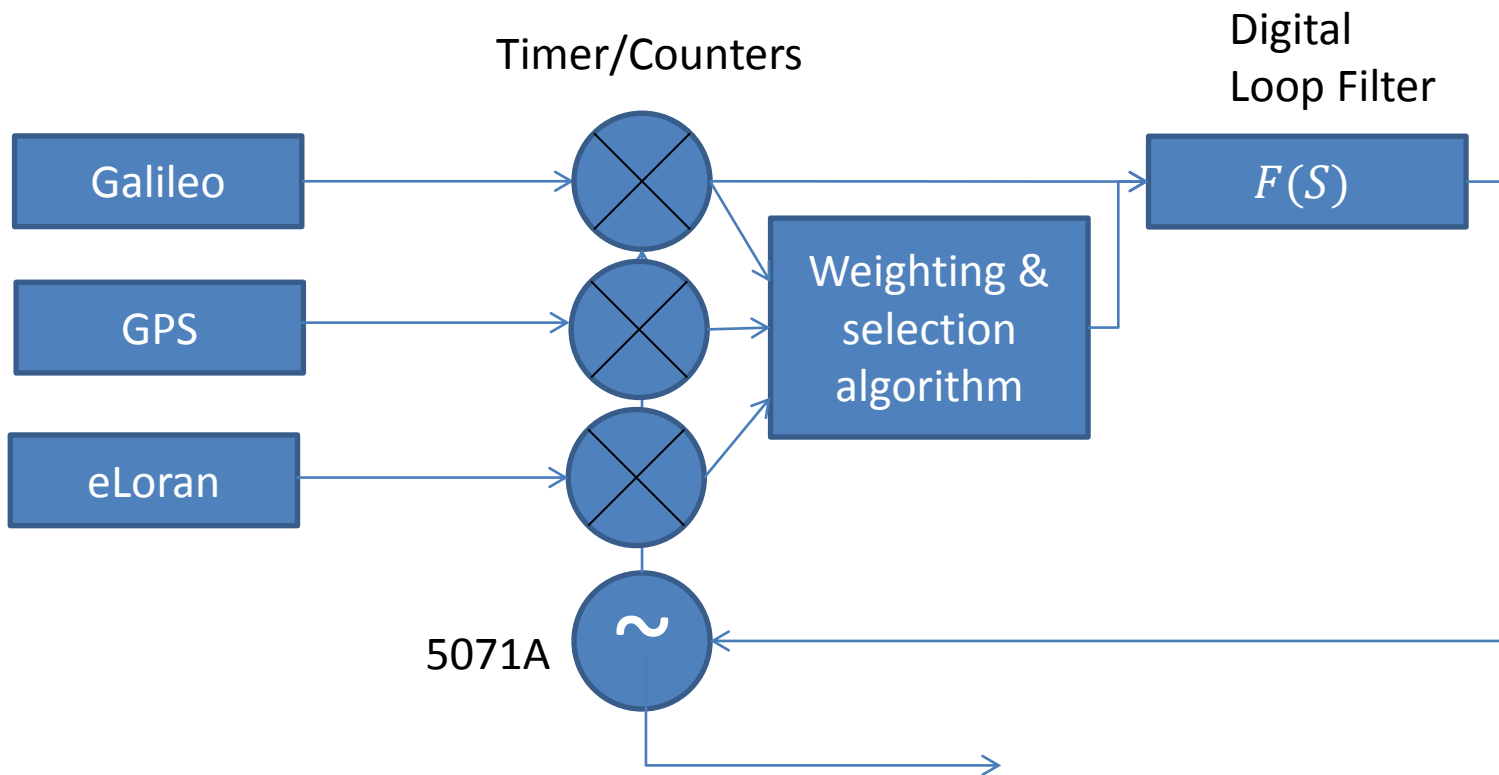 Timer/Counters
Digital
Loop Filter
Galileo
F(S)
GPS
Weighting &
selection
algorithm
eLoran
~
5071A